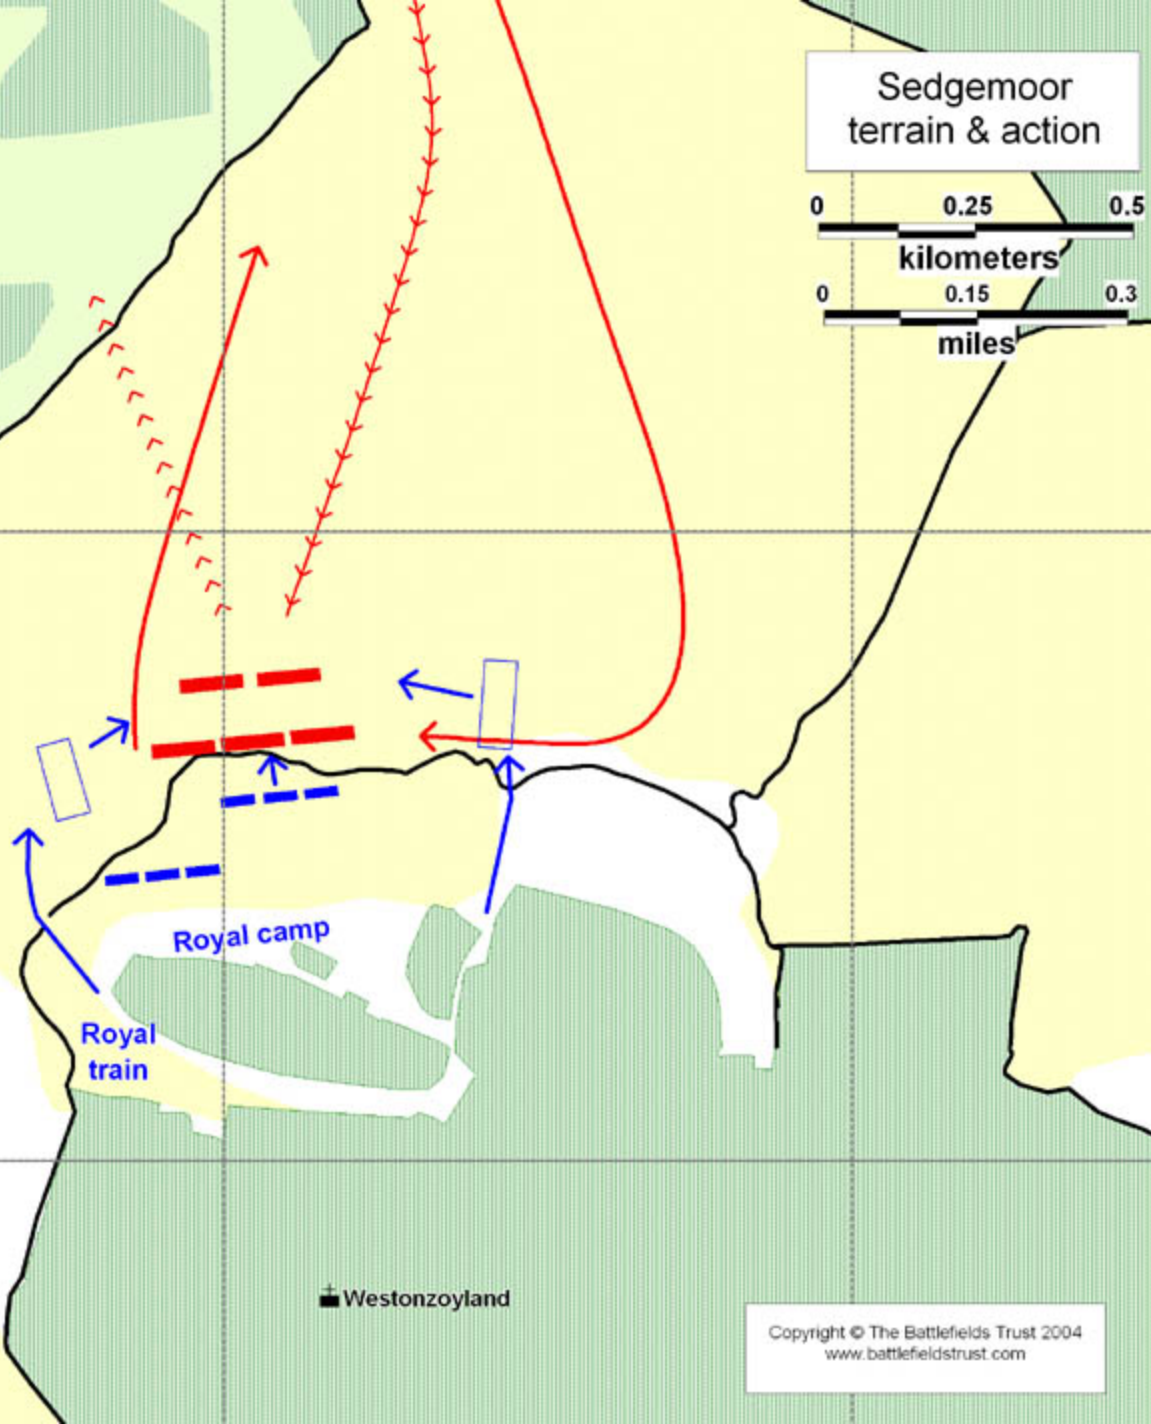 Sedgemoor
terrain & action
0 0.25 0.5
kilometers
0 0.15 0.3
miles
Royal camp
Royal
train
Westonzoyland
Copyright © The Battlefields Trust 2004
www.battlefieldstrust.com